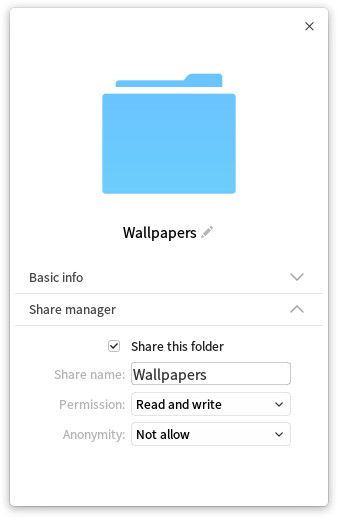 Wallpapers
Basic info
Share manager
Share this folder
Share name: Wallpapers
Permission: Read and write
Anonymity: Not allow